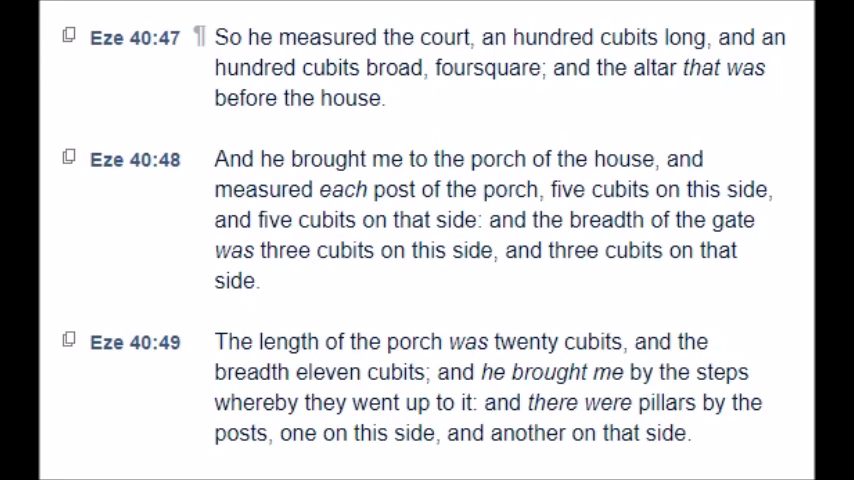 Eze 40:47 ¶ So he measured the court, an hundred cubits long, and an
hundred cubits broad, foursquare; and the altar that was
before the house.
Eze 40:48 And he brought me to the porch of the house, and
measured each post of the porch, five cubits on this side,
and five cubits on that side: and the breadth of the gate
was three cubits on this side, and three cubits on that
side.
Eze 40:49 The length of the porch was twenty cubits, and the
breadth eleven cubits; and he brought me by the steps
whereby they went up to it: and there were pillars by the
posts, one on this side, and another on that side.